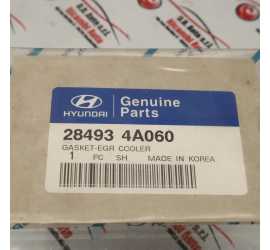 HYUNDAI
Genuine
Parts
28493 4A060
GASKET-EGR COOLER
1 PC SH MADE IN KOREA